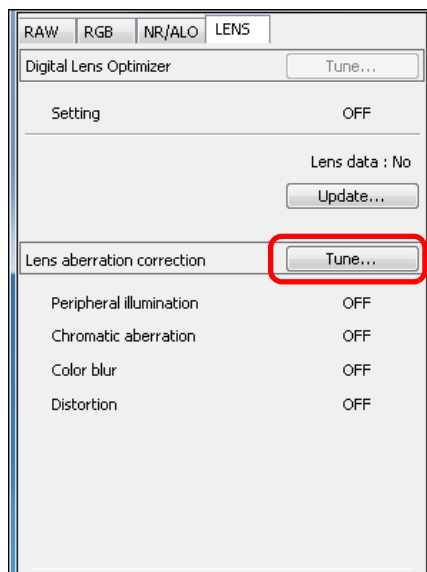 RAW RGB NR/ALO LENS
Digital Lens Optimizer Tune...
Setting OFF
Lens data : No
Update...
Lens aberration correction Tune...
Peripheral illumination OFF
Chromatic aberration OFF
Color blur OFF
Distortion OFF